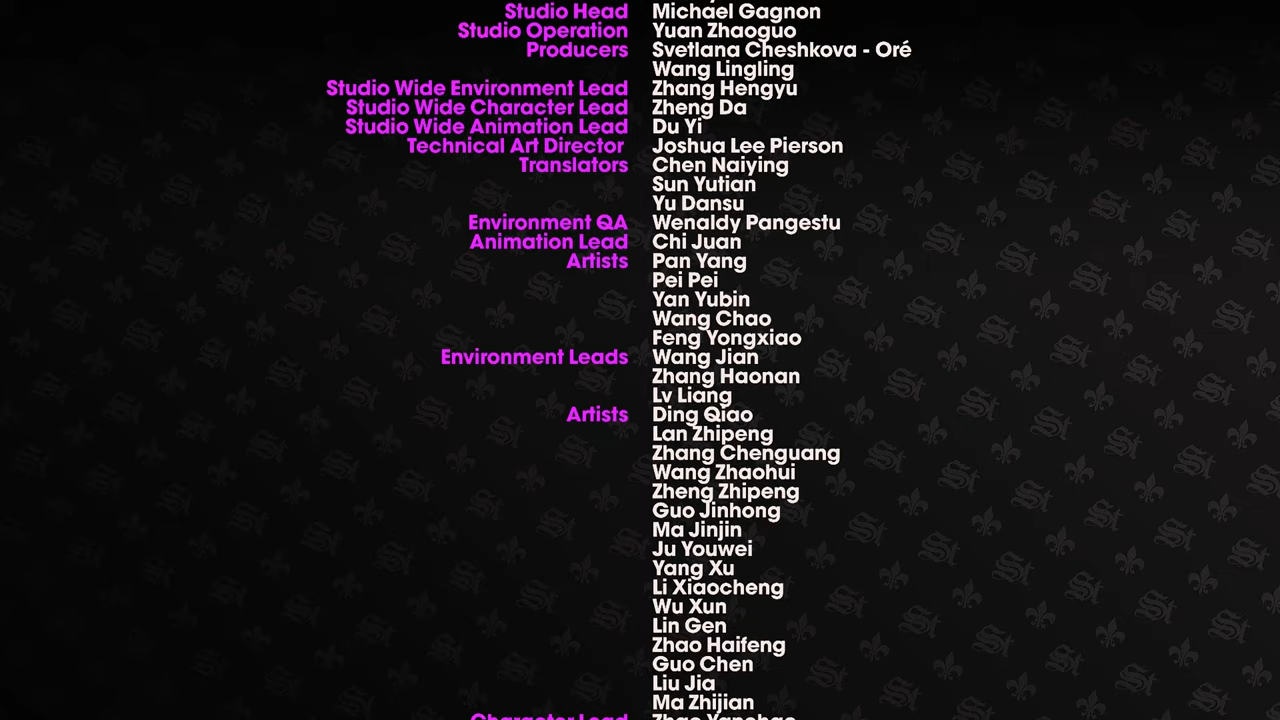 Studio Head Michael Gagnon
Studio Operation Yuan Zhaoguo
Producers Svetlana Cheshkova - Oré
Wang Lingling
Studio Wide Environment Lead Zhang Hengyu
Studio Wide Character Lead Zheng Da
Studio Wide Animation Lead Du Yi
Technical Art Director Joshua Lee Pierson
Translators Chen Naiying
Sun Yutian
Yu Dansu
Environment QA Wenaldy Pangestu
Animation Lead Chi Juan
Artists Pan Yang
Pei Pei
Yan Yubin
Wang Chao
Feng Yongxiao
Environment Leads Wang Jian
Zhang Haonan
Lv Liang
Artists Ding Qiao
Lan Zhipeng
Zhang Chenguang
Wang Zhaohui
Zheng Zhipeng
Guo Jinhong
Ma Jinjin
Ju Youwei
Yang Xu
Li Xiaocheng
Wu Xun
Lin Gen
Zhao Haifeng
Guo Chen
Liu Jia
Ma Zhijian
Character Lead